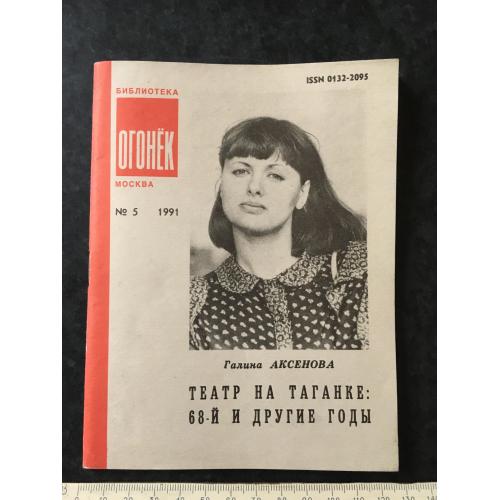 ISSN 0132-2095
БИБЛИОТЕКА
ОГОНЁК
МОСКВА
№ 5 1991
Галина АКСЕНОВА
ТЕАТР НА ТАГАНКЕ:
68-Й И ДРУГИЕ ГОДЫ